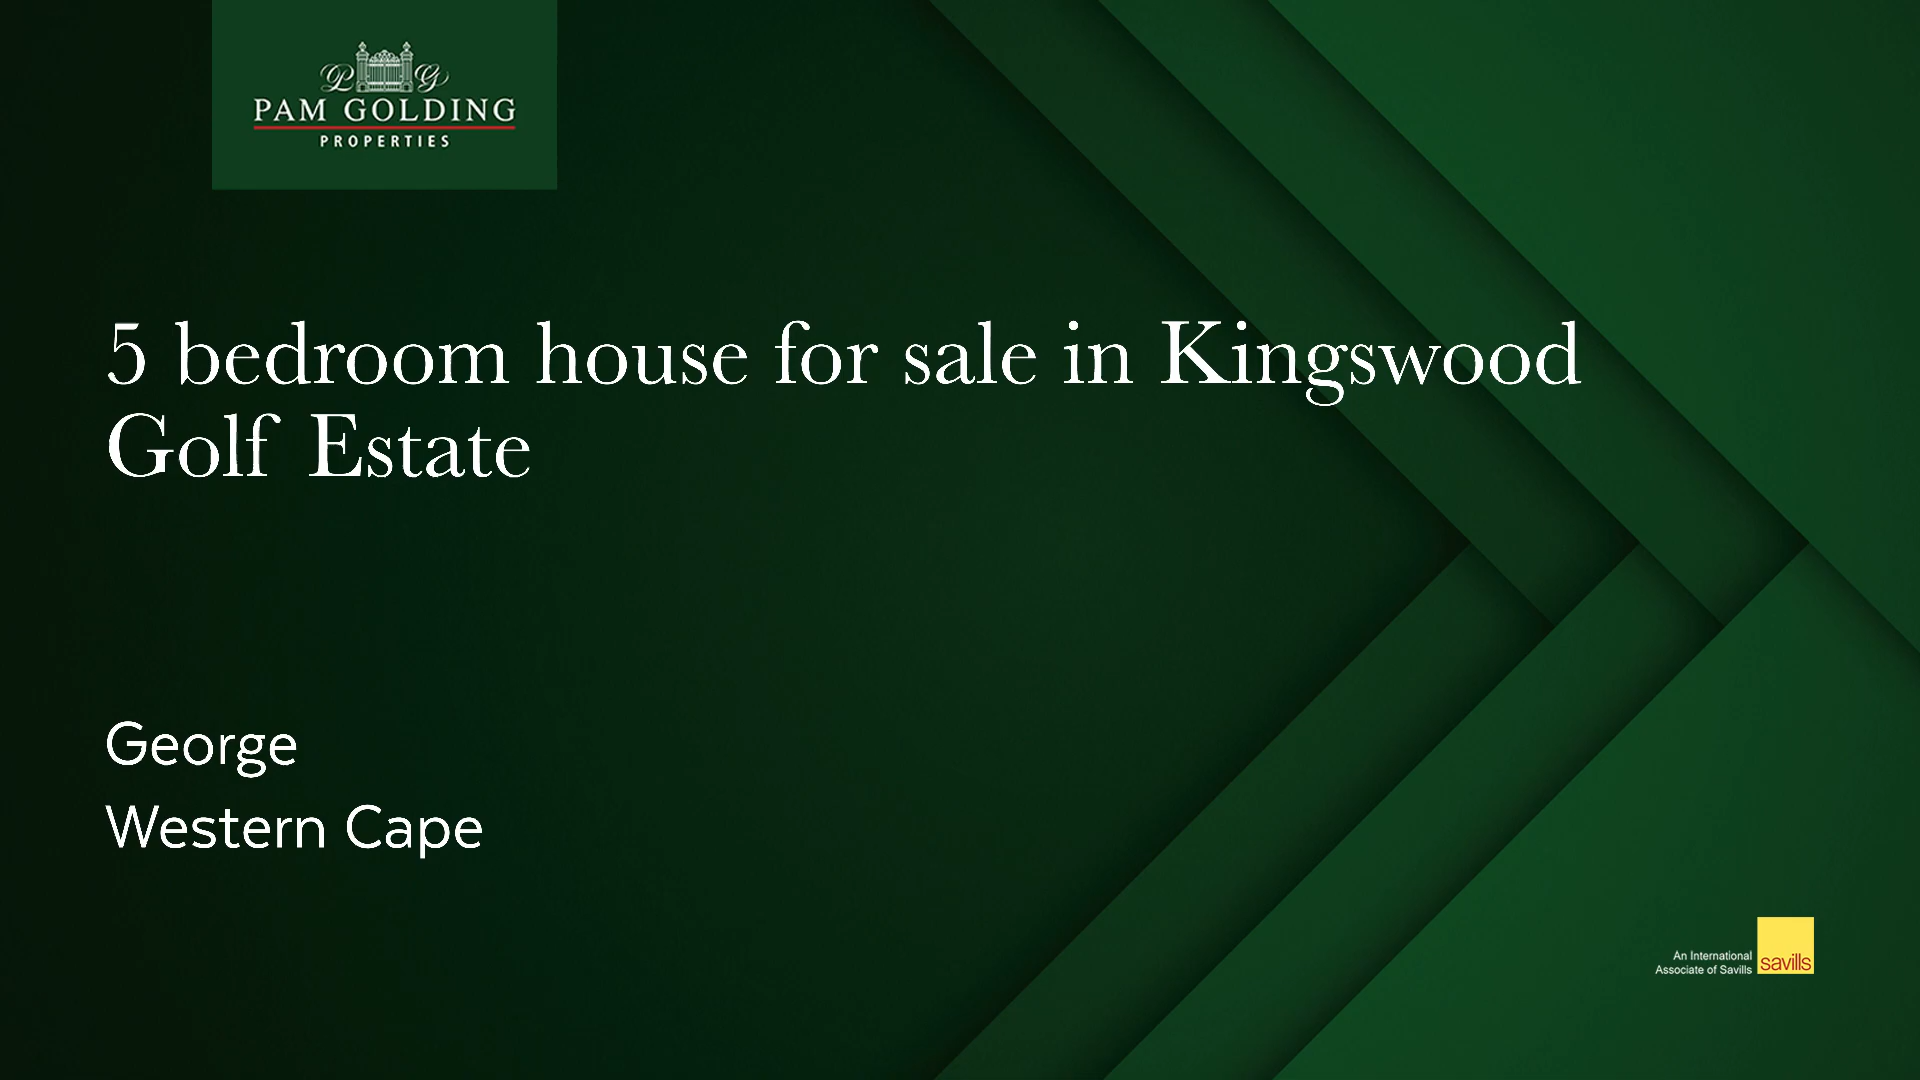 P G
PAM GOLDING
PROPERTIES
5 bedroom house for sale in Kingswood
Golf Estate
George
Western Cape
An International
Associate of Savills
savills